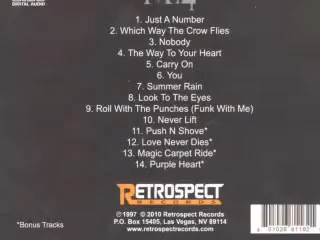 DIGITAL AUDIO
1. Just A Number
2. Which Way The Crow Flies
3. Nobody
4. The Way To Your Heart
5. Carry On
6. You
7. Summer Rain
8. Look To The Eyes
9. Roll With The Punches (Funk With Me)
10. Never Lift
11. Push N Shove*
12. Love Never Dies*
13. Magic Carpet Ride*
14. Purple Heart*
RETROSPECT
RECORDS
℗1997 © 2010 Retrospect Records
P.O. Box 15405, Las Vegas, NV 89114
www.retrospectrecords.com
*Bonus Tracks